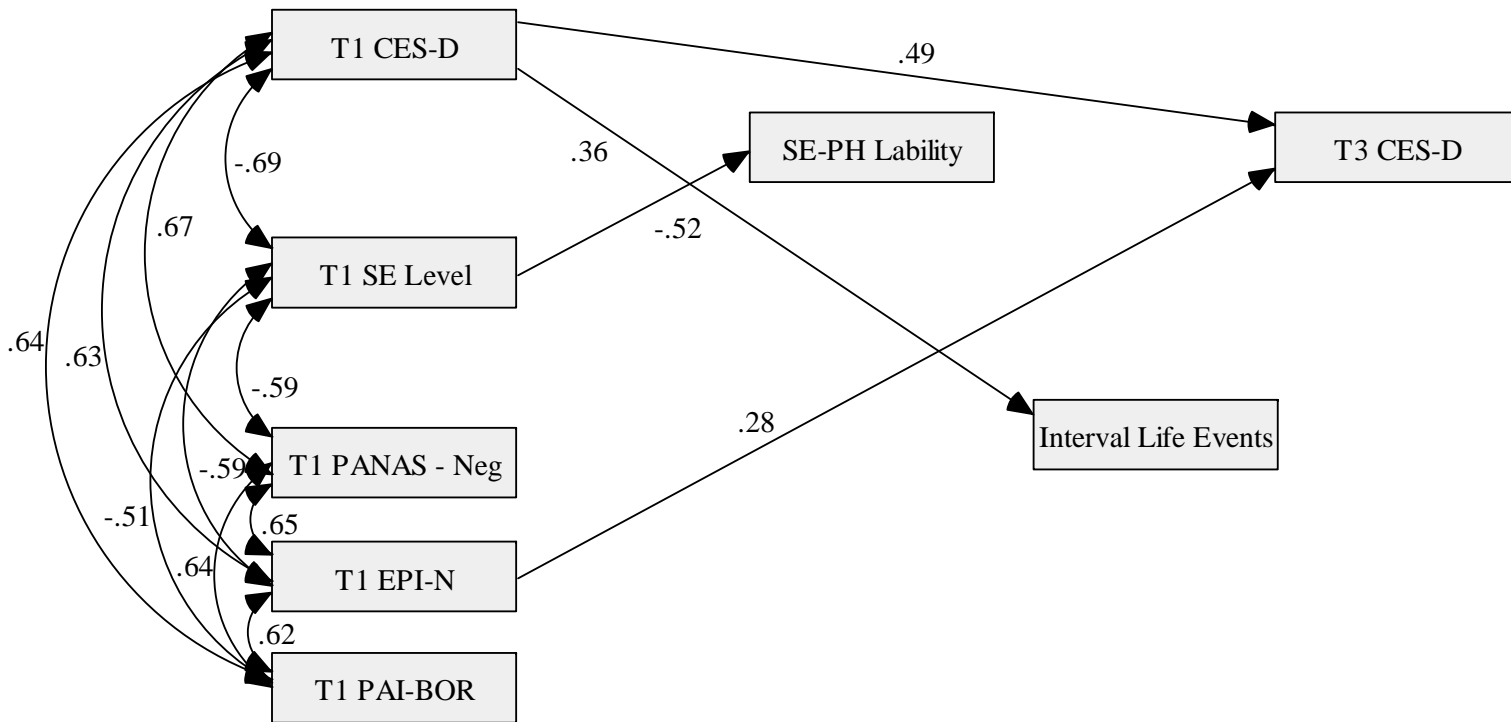 T1 CES-D
.49
SE-PH Lability
T3 CES-D
.36
-.69
.67
-.52
T1 SE Level
.64
.63
-.59
.28
Interval Life Events
T1 PANAS - Neg
-.59
-.51
.65
.64
T1 EPI-N
.62
T1 PAI-BOR